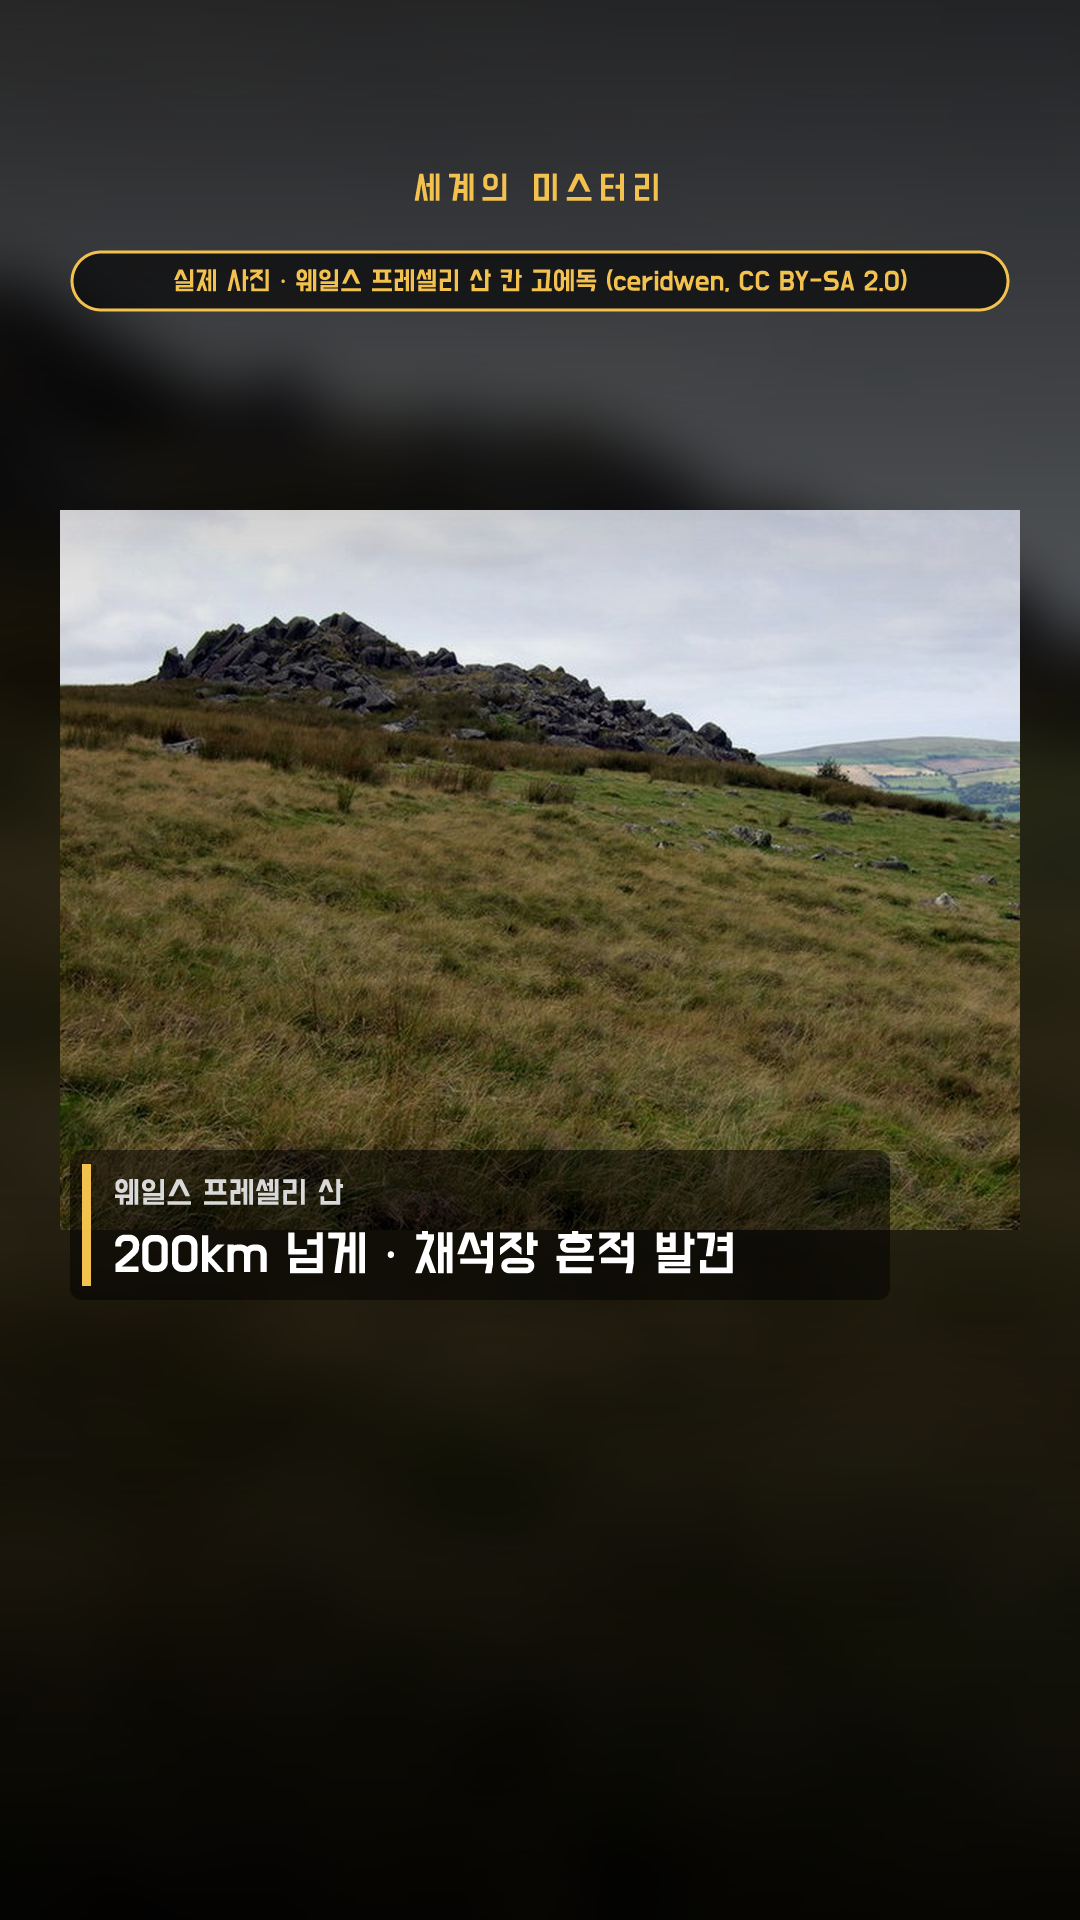 세계의 미스터리
실제 사진 · 웨일스 프레셀리 산 칸 고에독 (ceridwen, CC BY-SA 2.0)
웨일스 프레셀리 산
200km 넘게 · 채석장 흔적 발견